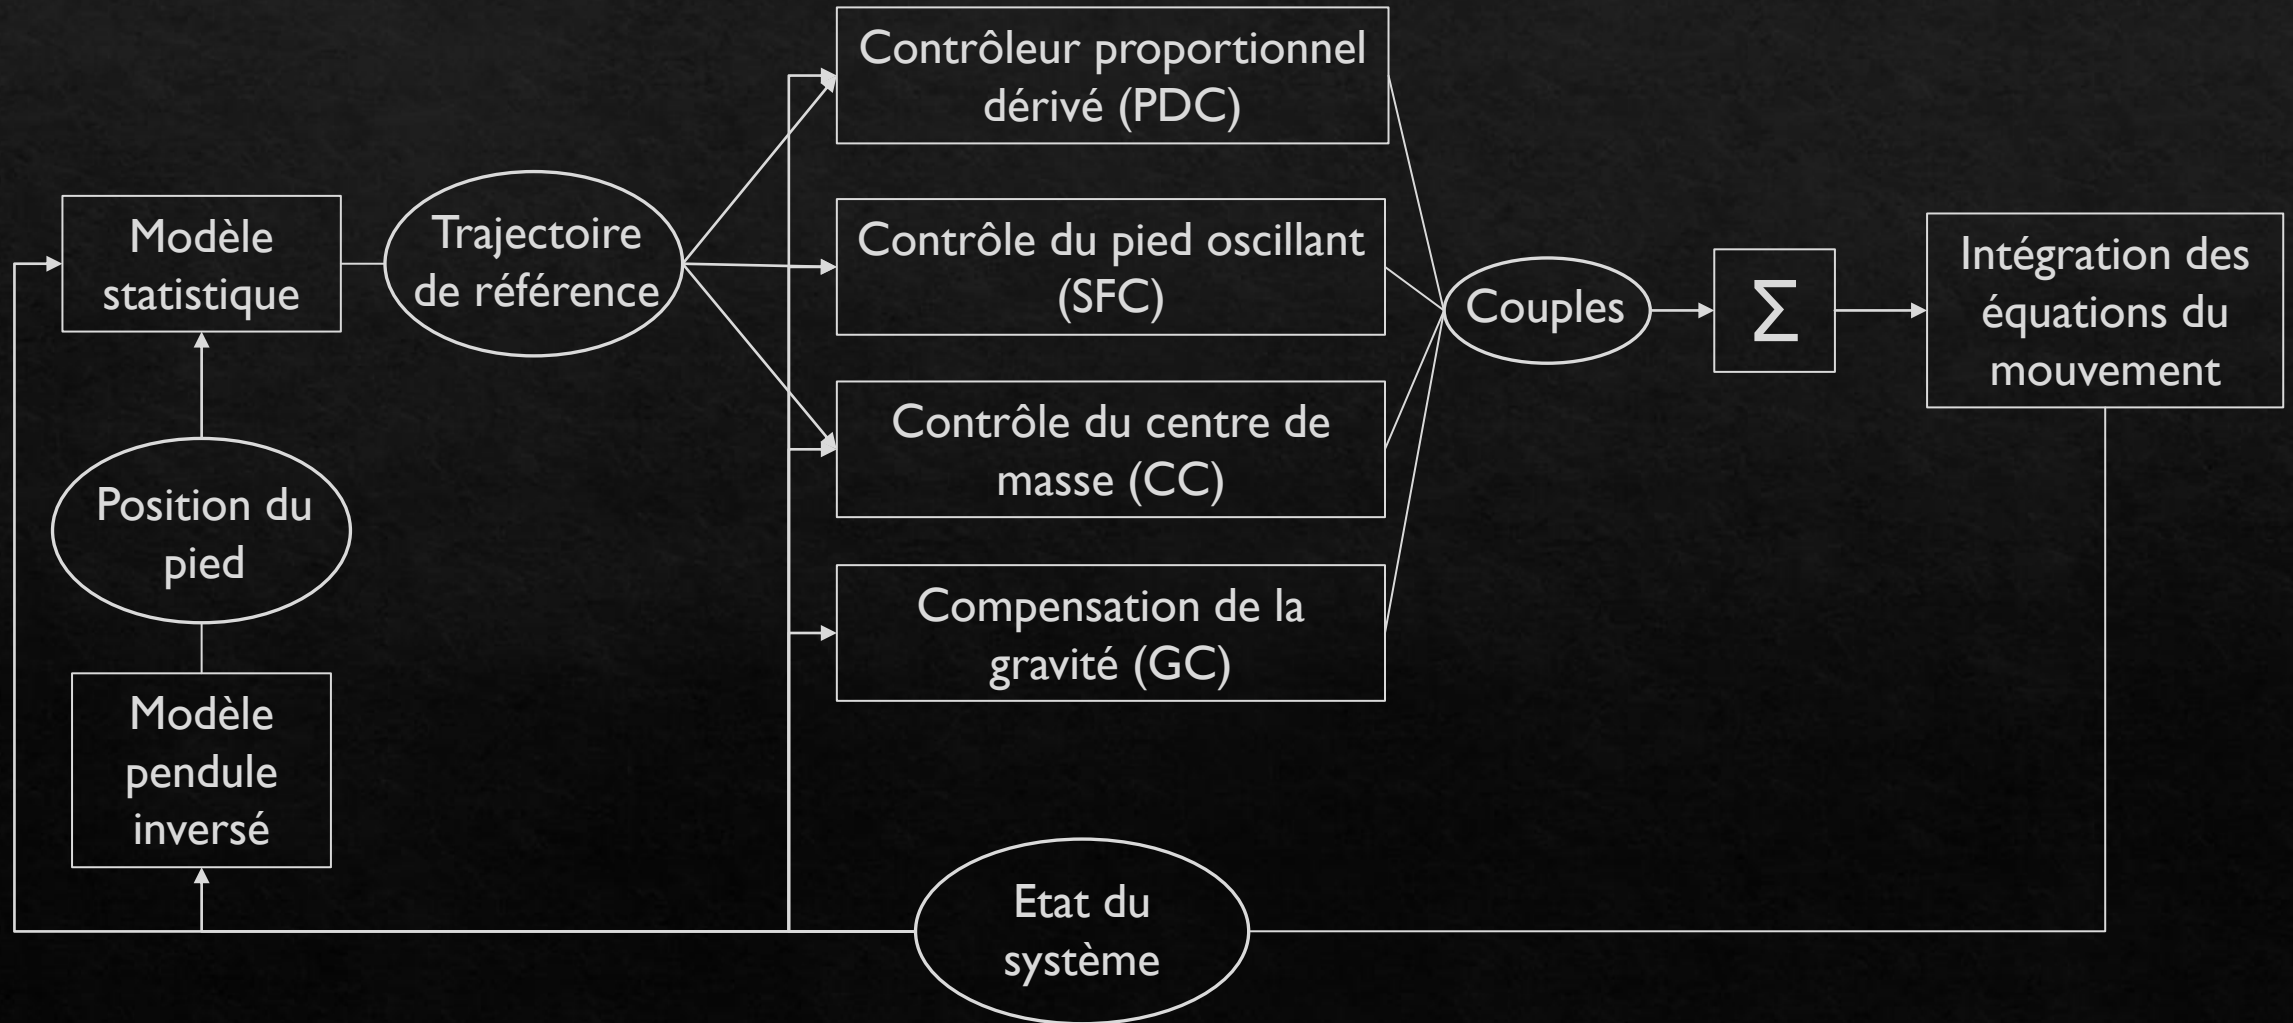 Contrôleur proportionnel
dérivé (PDC)
Modèle
statistique
Trajectoire
de référence
Contrôle du pied oscillant
(SFC)
Couples
Σ
Intégration des
équations du
mouvement
Contrôle du centre de
masse (CC)
Position du
pied
Compensation de la
gravité (GC)
Modèle
pendule
inversé
Etat du
système